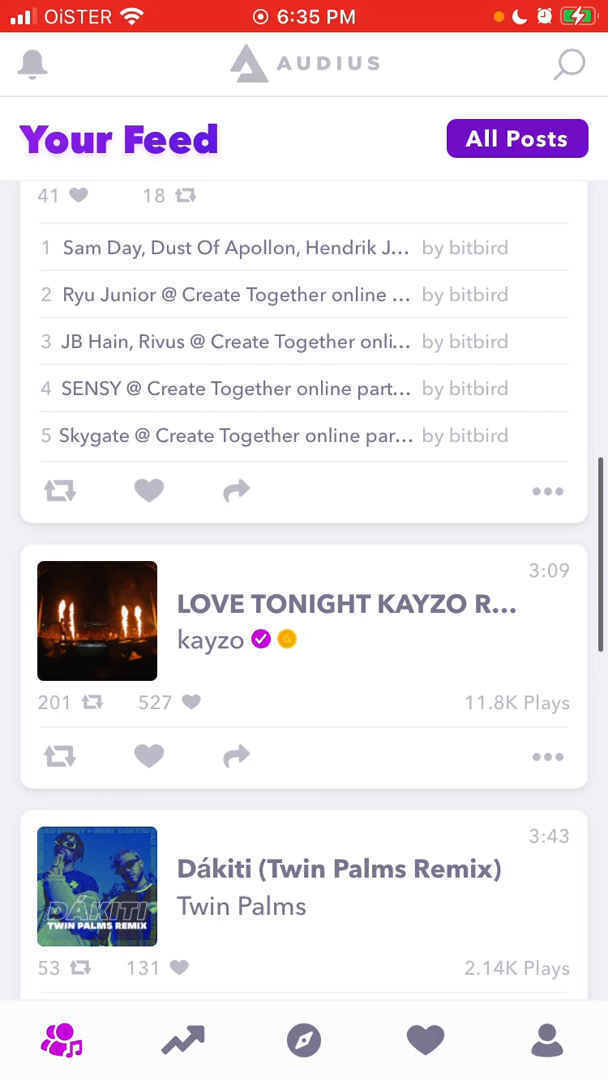 OiSTER 6:35 PM
AUDIUS
Your Feed
All Posts
41 18
1 Sam Day, Dust Of Apollon, Hendrik J... by bitbird
2 Ryu Junior @ Create Together online ... by bitbird
3 JB Hain, Rivus @ Create Together onli... by bitbird
4 SENSY @ Create Together online part... by bitbird
5 Skygate @ Create Together online par... by bitbird
3:09
LOVE TONIGHT KAYZO R...
kayzo
201 527 11.8K Plays
3:43
Dákiti (Twin Palms Remix)
Twin Palms
DÁKITI
TWIN PALMS REMIX
53 131 2.14K Plays